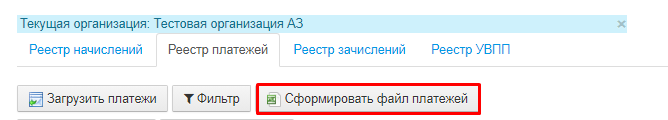 Текущая организация: Тестовая организация АЗ
Реестр начислений Реестр платежей Реестр зачислений Реестр УВПП
Загрузить платежи Фильтр Сформировать файл платежей